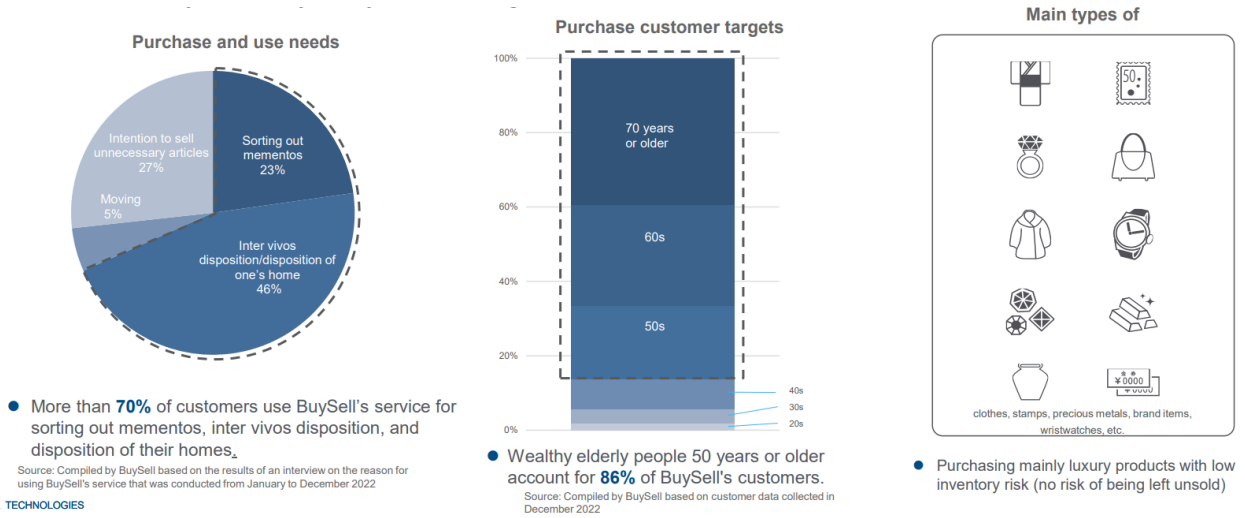 Purchase and use needs
Intention to sell
unnecessary articles
27%
Sorting out
mementos
23%
Moving
5%
Inter vivos
disposition/disposition of
one's home
46%
More than 70% of customers use BuySell's service for
sorting out mementos, inter vivos disposition, and
disposition of their homes.
Source: Compiled by BuySell based on the results of an interview on the reason for
using BuySell's service that was conducted from January to December 2022
TECHNOLOGIES
Purchase customer targets
100%
80%
60%
40%
20%
0%
70 years
or older
60s
50s
40s
30s
20s
Wealthy elderly people 50 years or older
account for 86% of BuySell's customers.
Source: Compiled by BuySell based on customer data collected in
December 2022
Main types of
50
¥0000
clothes, stamps, precious metals, brand items,
wristwatches, etc.
Purchasing mainly luxury products with low
inventory risk (no risk of being left unsold)